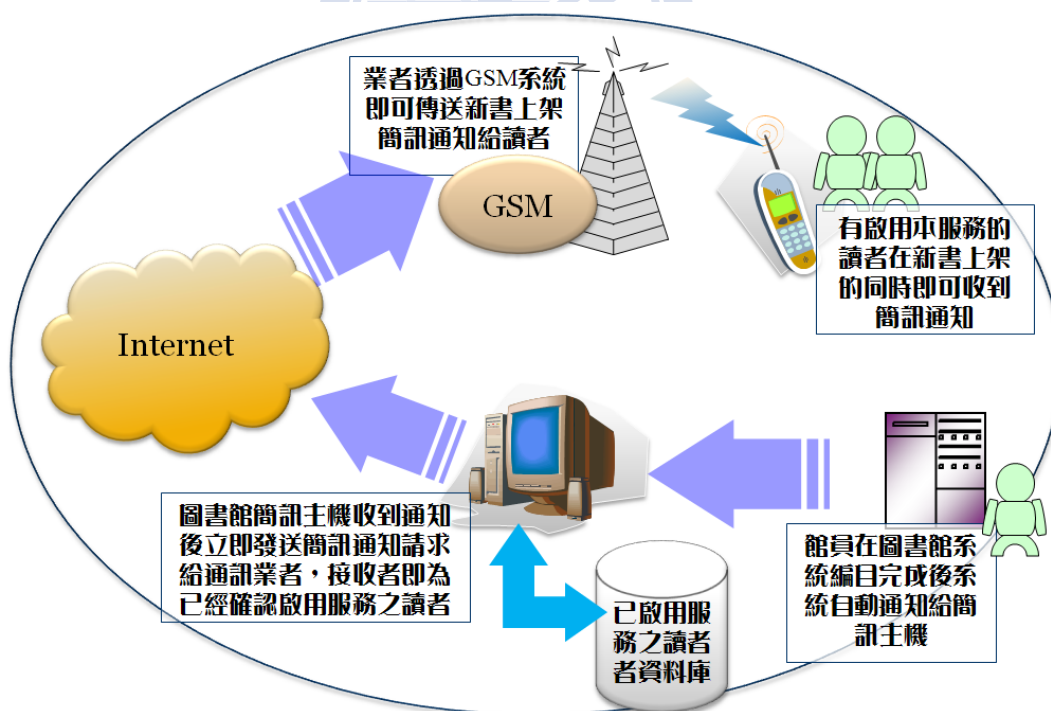 業者透過GSM系統
即可傳送新書上架
簡訊通知給讀者
GSM
有啟用本服務的
讀者在新書上架
的同時即可收到
簡訊通知
Internet
圖書館簡訊主機收到通知
後立即發送簡訊通知請求
給通訊業者，接收者即為
已經確認啟用服務之讀者
已啟用服
務之讀者
者資料庫
館員在圖書館系
統編目完成後系
統自動通知給簡
訊主機